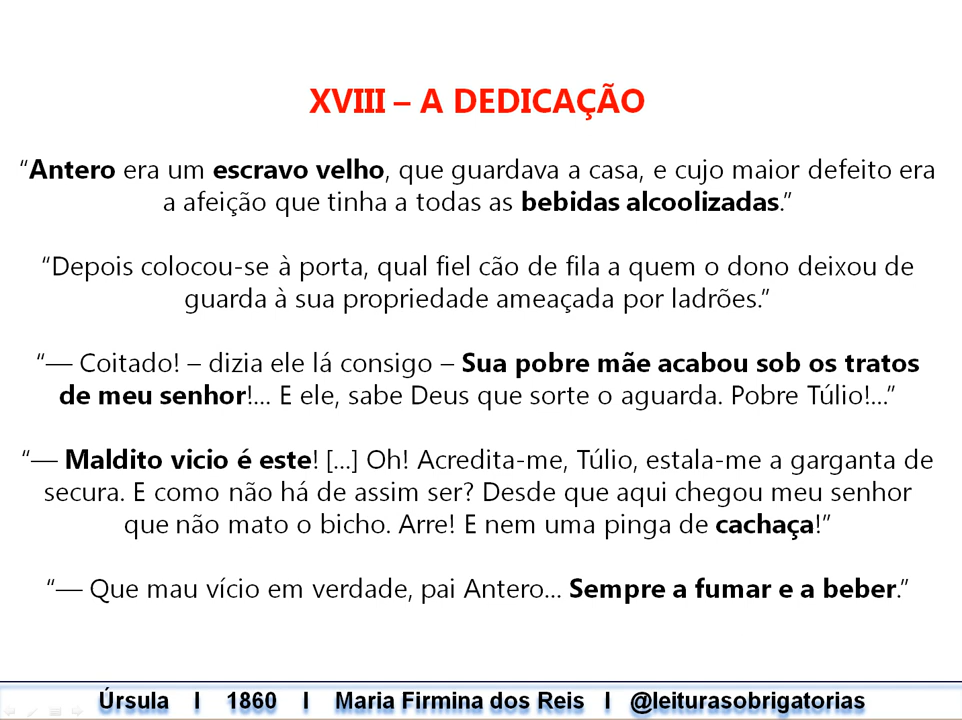 XVIII – A DEDICAÇÃO
“Antero era um escravo velho, que guardava a casa, e cujo maior defeito era
a afeição que tinha a todas as bebidas alcoolizadas.”
“Depois colocou-se à porta, qual fiel cão de fila a quem o dono deixou de
guarda à sua propriedade ameaçada por ladrões.”
“— Coitado! – dizia ele lá consigo – Sua pobre mãe acabou sob os tratos
de meu senhor!... E ele, sabe Deus que sorte o aguarda. Pobre Túlio!...”
“— Maldito vicio é este! [...] Oh! Acredita-me, Túlio, estala-me a garganta de
secura. E como não há de assim ser? Desde que aqui chegou meu senhor
que não mato o bicho. Arre! E nem uma pinga de cachaça!”
“— Que mau vício em verdade, pai Antero... Sempre a fumar e a beber.”
Úrsula I 1860 I Maria Firmina dos Reis I @leiturasobrigatorias